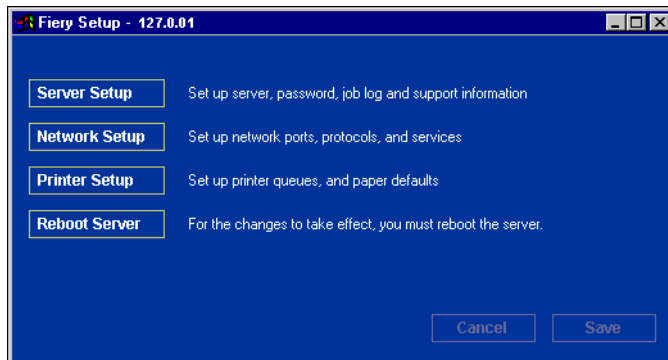 Fiery Setup - 127.0.01
Server Setup Set up server, password, job log and support information
Network Setup Set up network ports, protocols, and services
Printer Setup Set up printer queues, and paper defaults
Reboot Server For the changes to take effect, you must reboot the server.
Cancel Save